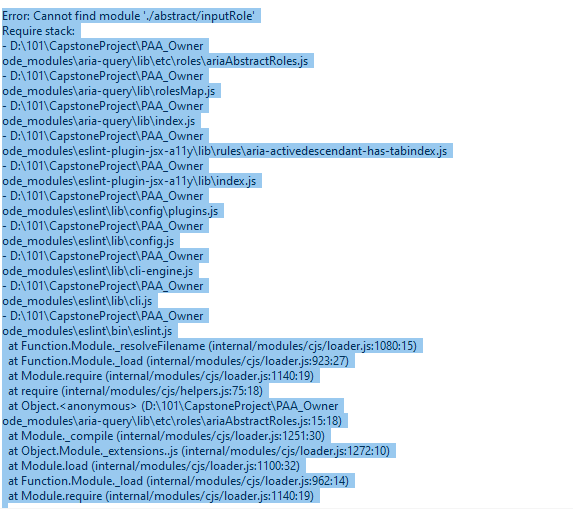 Error: Cannot find module './abstract/inputRole'
Require stack:
- D:\101\CapstoneProject\PAA_Owner
ode_modules\aria-query\lib\etc\roles\ariaAbstractRoles.js
- D:\101\CapstoneProject\PAA_Owner
ode_modules\aria-query\lib\rolesMap.js
- D:\101\CapstoneProject\PAA_Owner
ode_modules\aria-query\lib\index.js
- D:\101\CapstoneProject\PAA_Owner
ode_modules\eslint-plugin-jsx-a11y\lib\rules\aria-activedescendant-has-tabindex.js
- D:\101\CapstoneProject\PAA_Owner
ode_modules\eslint-plugin-jsx-a11y\lib\index.js
- D:\101\CapstoneProject\PAA_Owner
ode_modules\eslint\lib\config\plugins.js
- D:\101\CapstoneProject\PAA_Owner
ode_modules\eslint\lib\config.js
- D:\101\CapstoneProject\PAA_Owner
ode_modules\eslint\lib\cli-engine.js
- D:\101\CapstoneProject\PAA_Owner
ode_modules\eslint\lib\cli.js
- D:\101\CapstoneProject\PAA_Owner
ode_modules\eslint\bin\eslint.js
at Function.Module._resolveFilename (internal/modules/cjs/loader.js:1080:15)
at Function.Module._load (internal/modules/cjs/loader.js:923:27)
at Module.require (internal/modules/cjs/loader.js:1140:19)
at require (internal/modules/cjs/helpers.js:75:18)
at Object.<anonymous> (D:\101\CapstoneProject\PAA_Owner
ode_modules\aria-query\lib\etc\roles\ariaAbstractRoles.js:15:18)
at Module._compile (internal/modules/cjs/loader.js:1251:30)
at Object.Module._extensions..js (internal/modules/cjs/loader.js:1272:10)
at Module.load (internal/modules/cjs/loader.js:1100:32)
at Function.Module._load (internal/modules/cjs/loader.js:962:14)
at Module.require (internal/modules/cjs/loader.js:1140:19)